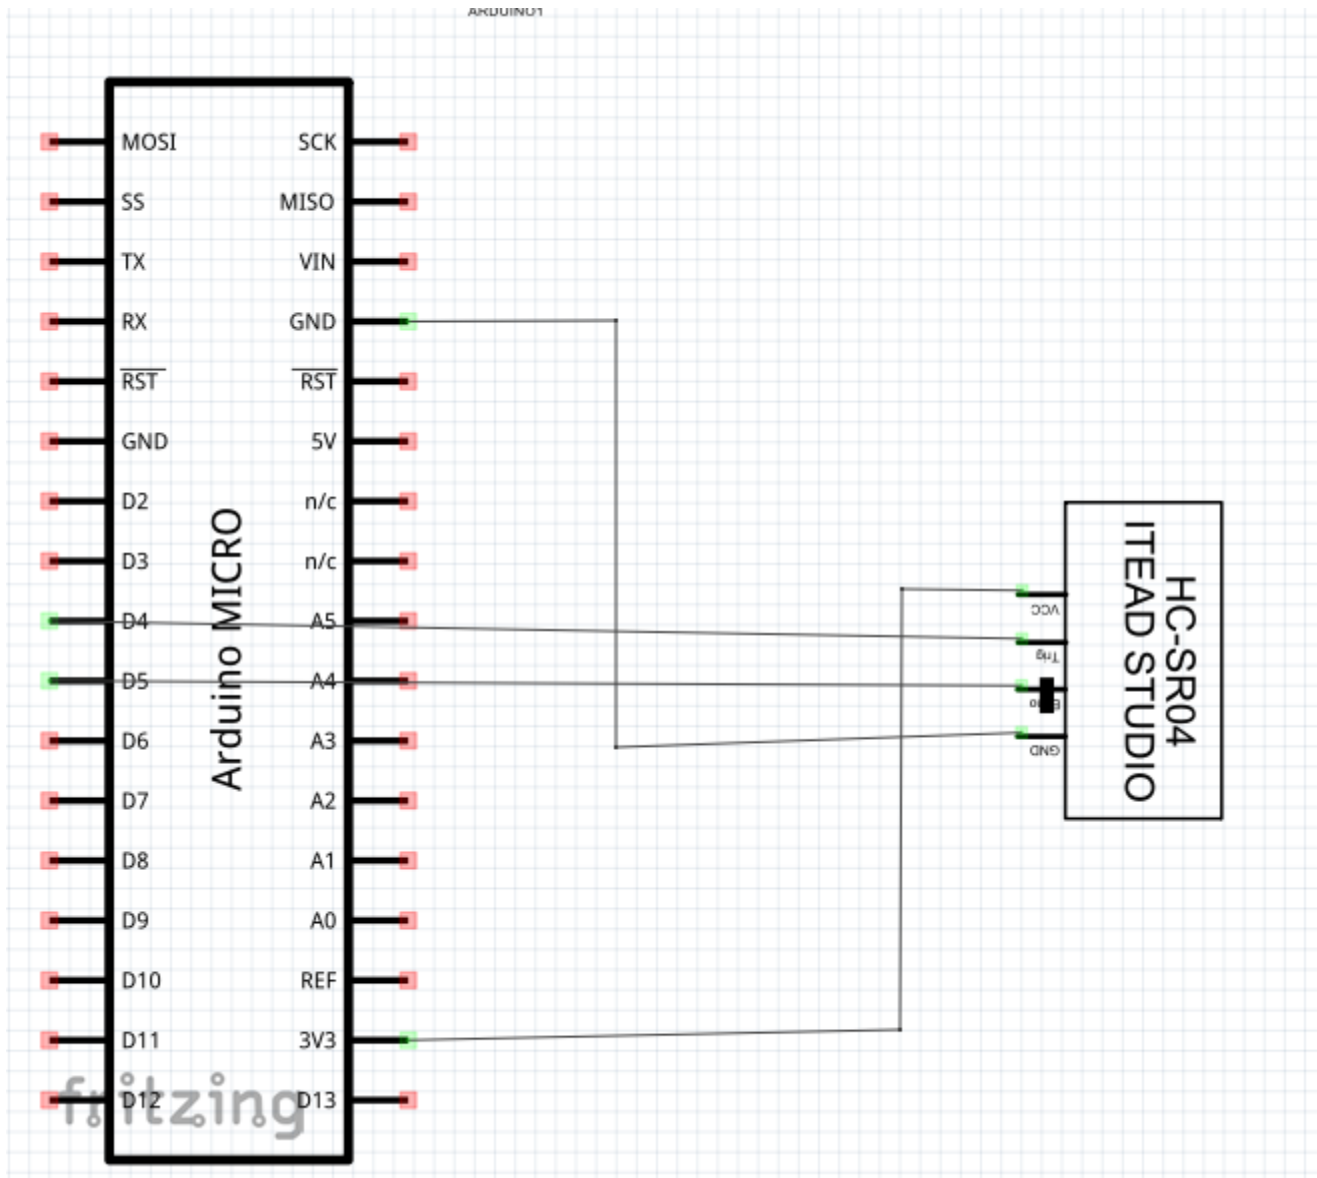 ARDUINO1
MOSI
SCK
SS
MISO
TX
VIN
RX
GND
RST
RST
GND
5V
D2
n/c
D3
n/c
D4
A5
D5
A4
D6
A3
D7
A2
D8
A1
D9
A0
D10
REF
D11
3V3
D12
D13
Arduino MICRO
fritzing
VCC
Trig
GND
HC-SR04
ITEAD STUDIO